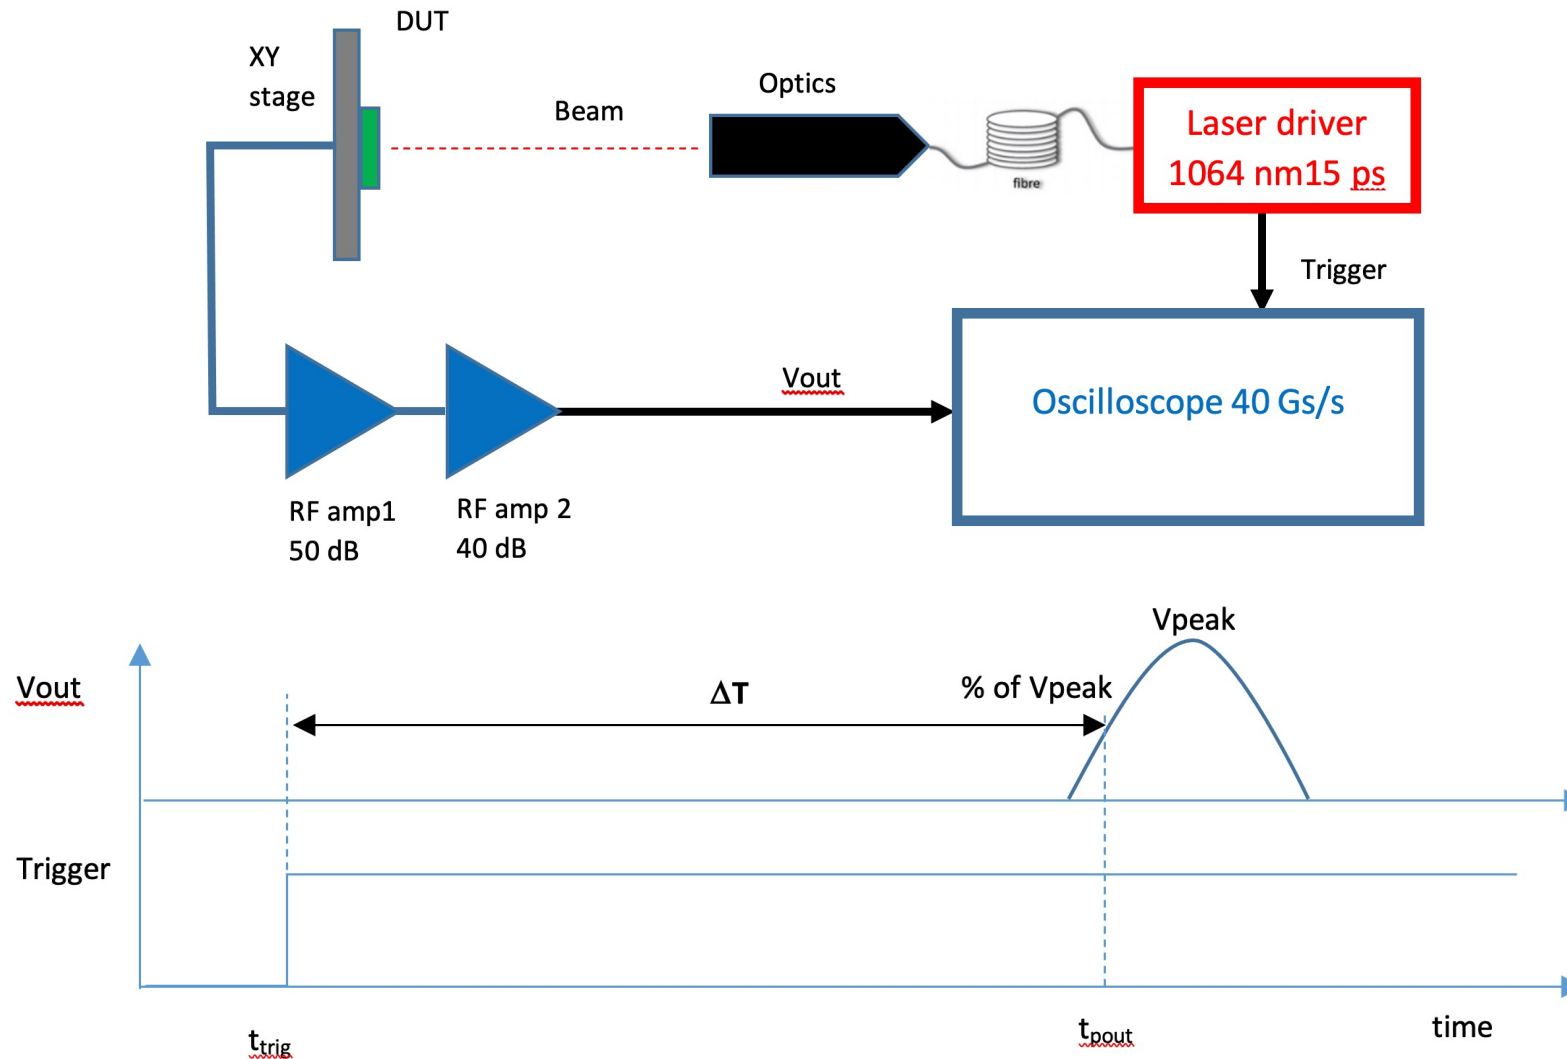 DUT
XY
stage
Beam
Optics
fibre
Laser driver
1064 nm15 ps
Trigger
Vout
Oscilloscope 40 Gs/s
RF amp1
50 dB
RF amp 2
40 dB
Vpeak
Vout
ΔT
% of Vpeak
Trigger
ttrig
tpout
time